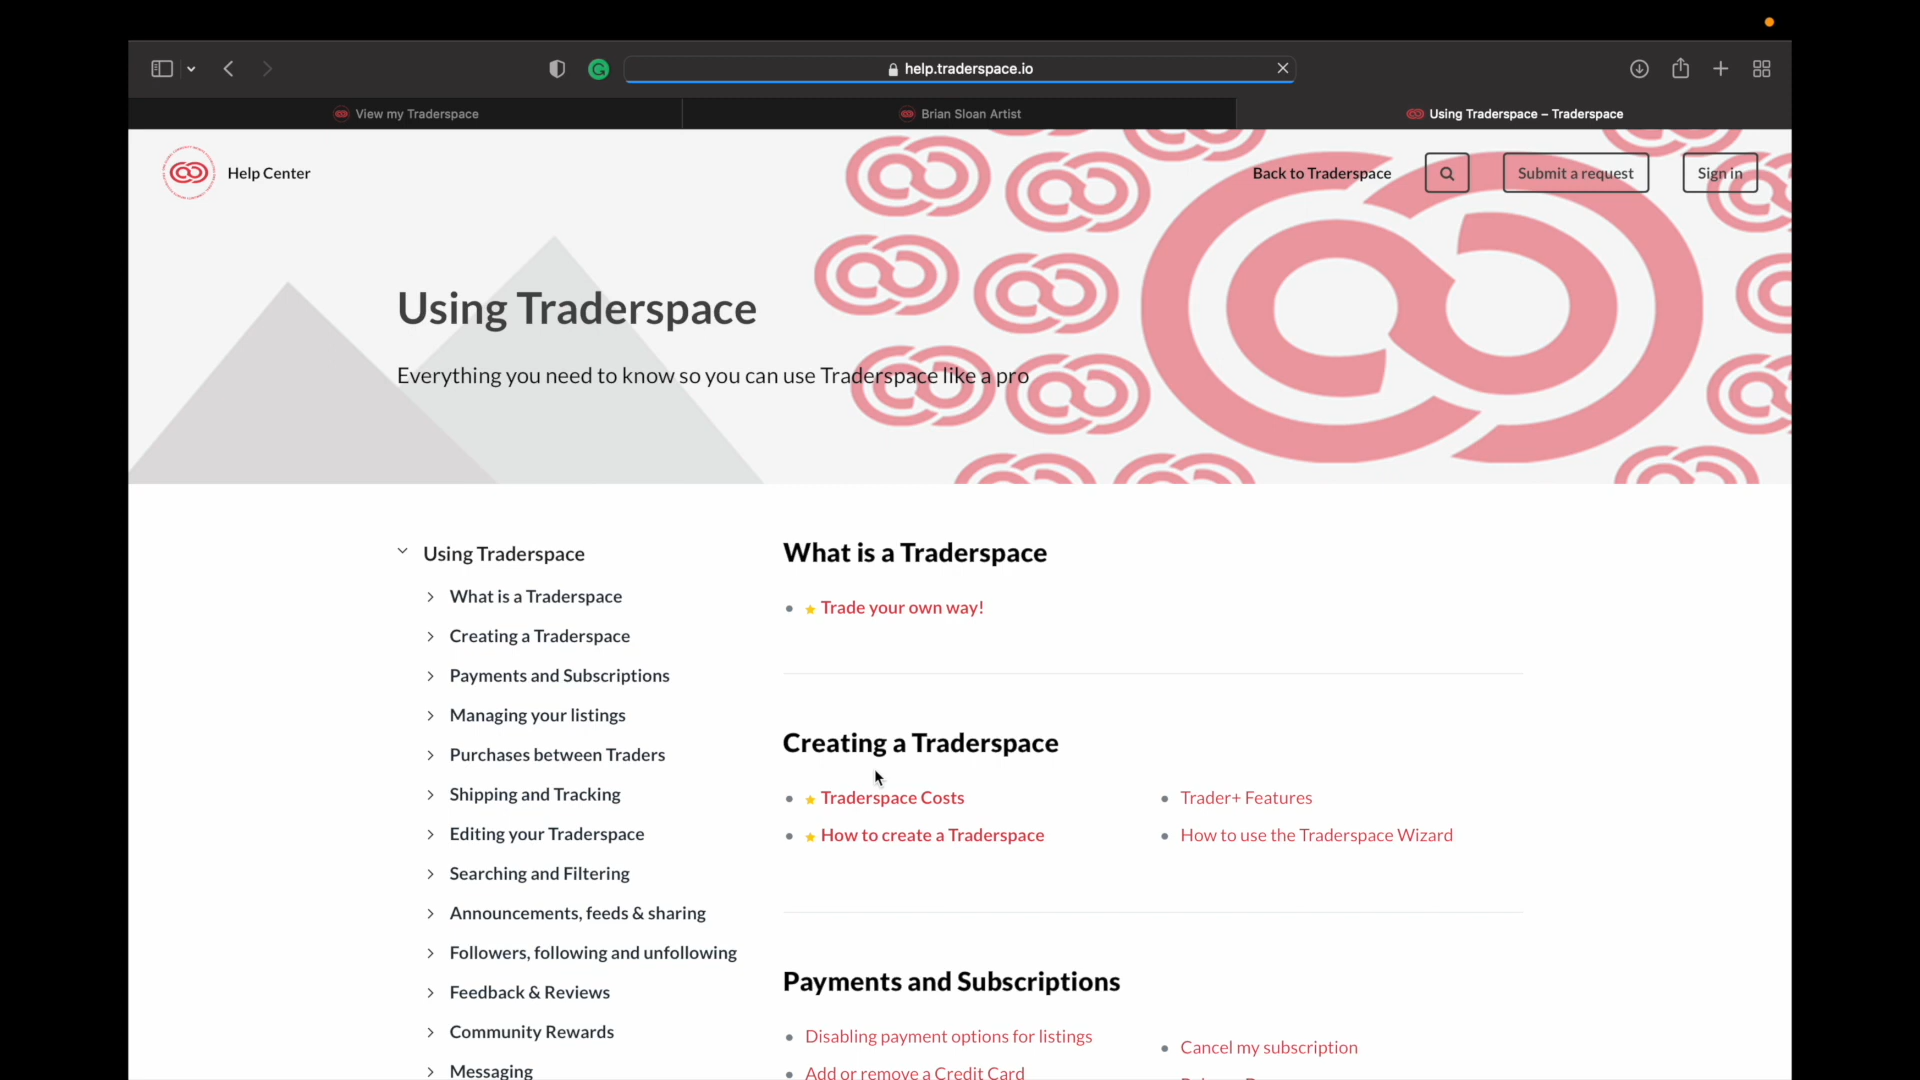 help.traderspace.io
View my Traderspace
Brian Sloan Artist
Using Traderspace – Traderspace
Help Center
Back to Traderspace
Submit a request
Sign in
Using Traderspace
Everything you need to know so you can use Traderspace like a pro
Using Traderspace
What is a Traderspace
Creating a Traderspace
Payments and Subscriptions
Managing your listings
Purchases between Traders
Shipping and Tracking
Editing your Traderspace
Searching and Filtering
Announcements, feeds & sharing
Followers, following and unfollowing
Feedback & Reviews
Community Rewards
Messaging
What is a Traderspace
Trade your own way!
Creating a Traderspace
Traderspace Costs
How to create a Traderspace
Trader+ Features
How to use the Traderspace Wizard
Payments and Subscriptions
Disabling payment options for listings
Add or remove a Credit Card
Cancel my subscription